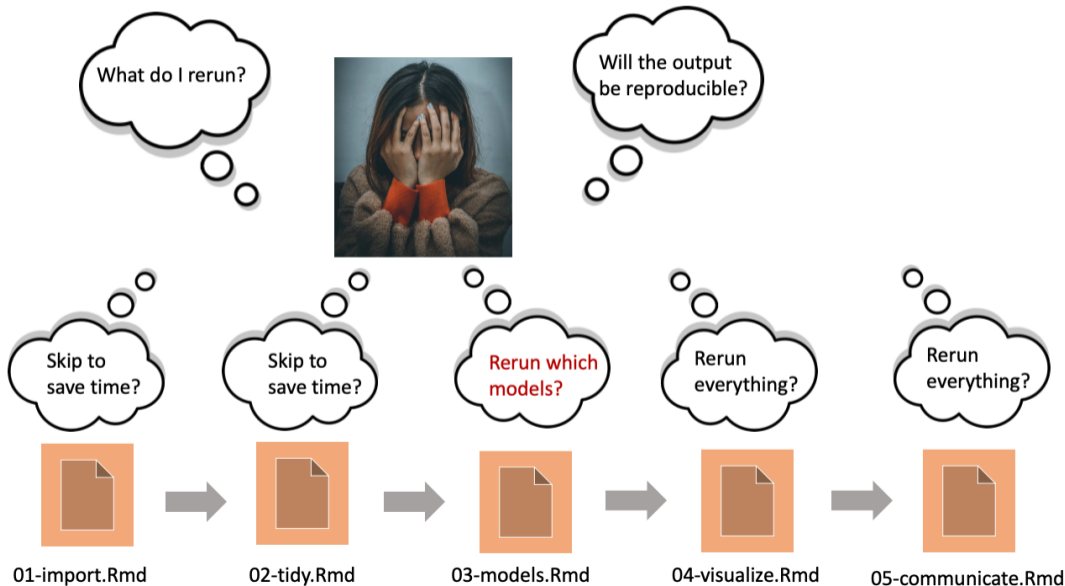 What do I rerun?
Will the output
be reproducible?
Skip to
save time?
Skip to
save time?
Rerun which
models?
Rerun
everything?
Rerun
everything?
01-import.Rmd
02-tidy.Rmd
03-models.Rmd
04-visualize.Rmd
05-communicate.Rmd